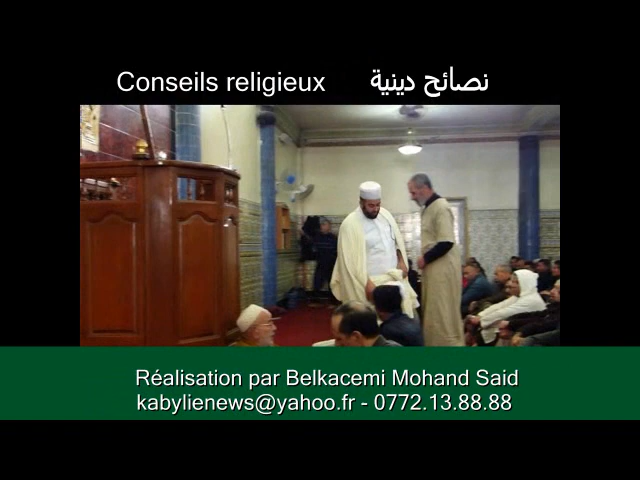 Conseils religieux نصائح دينية
Réalisation par Belkacemi Mohand Said
kabylienews@yahoo.fr - 0772.13.88.88